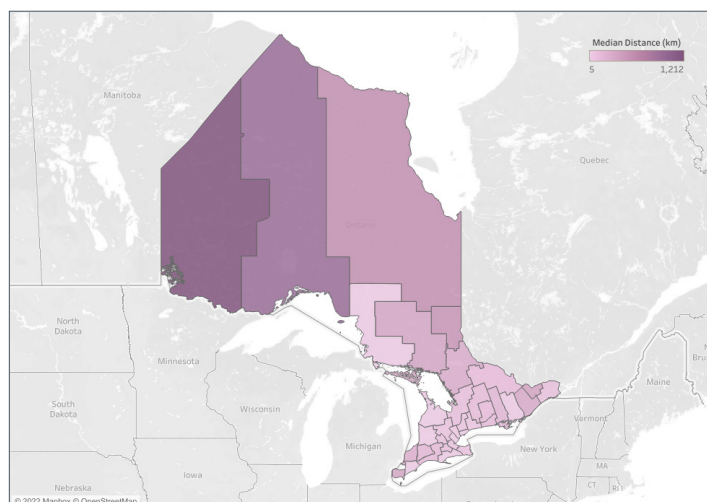 Median Distance (km)
5 1,212
Manitoba
Quebec
Ontario
North
Dakota
Minnesota
South
Dakota
Wisconsin
Michigan
Maine
Vermont
New York
MA
CT
Iowa
Nebraska
© 2022 Mapbox © OpenStreetMap